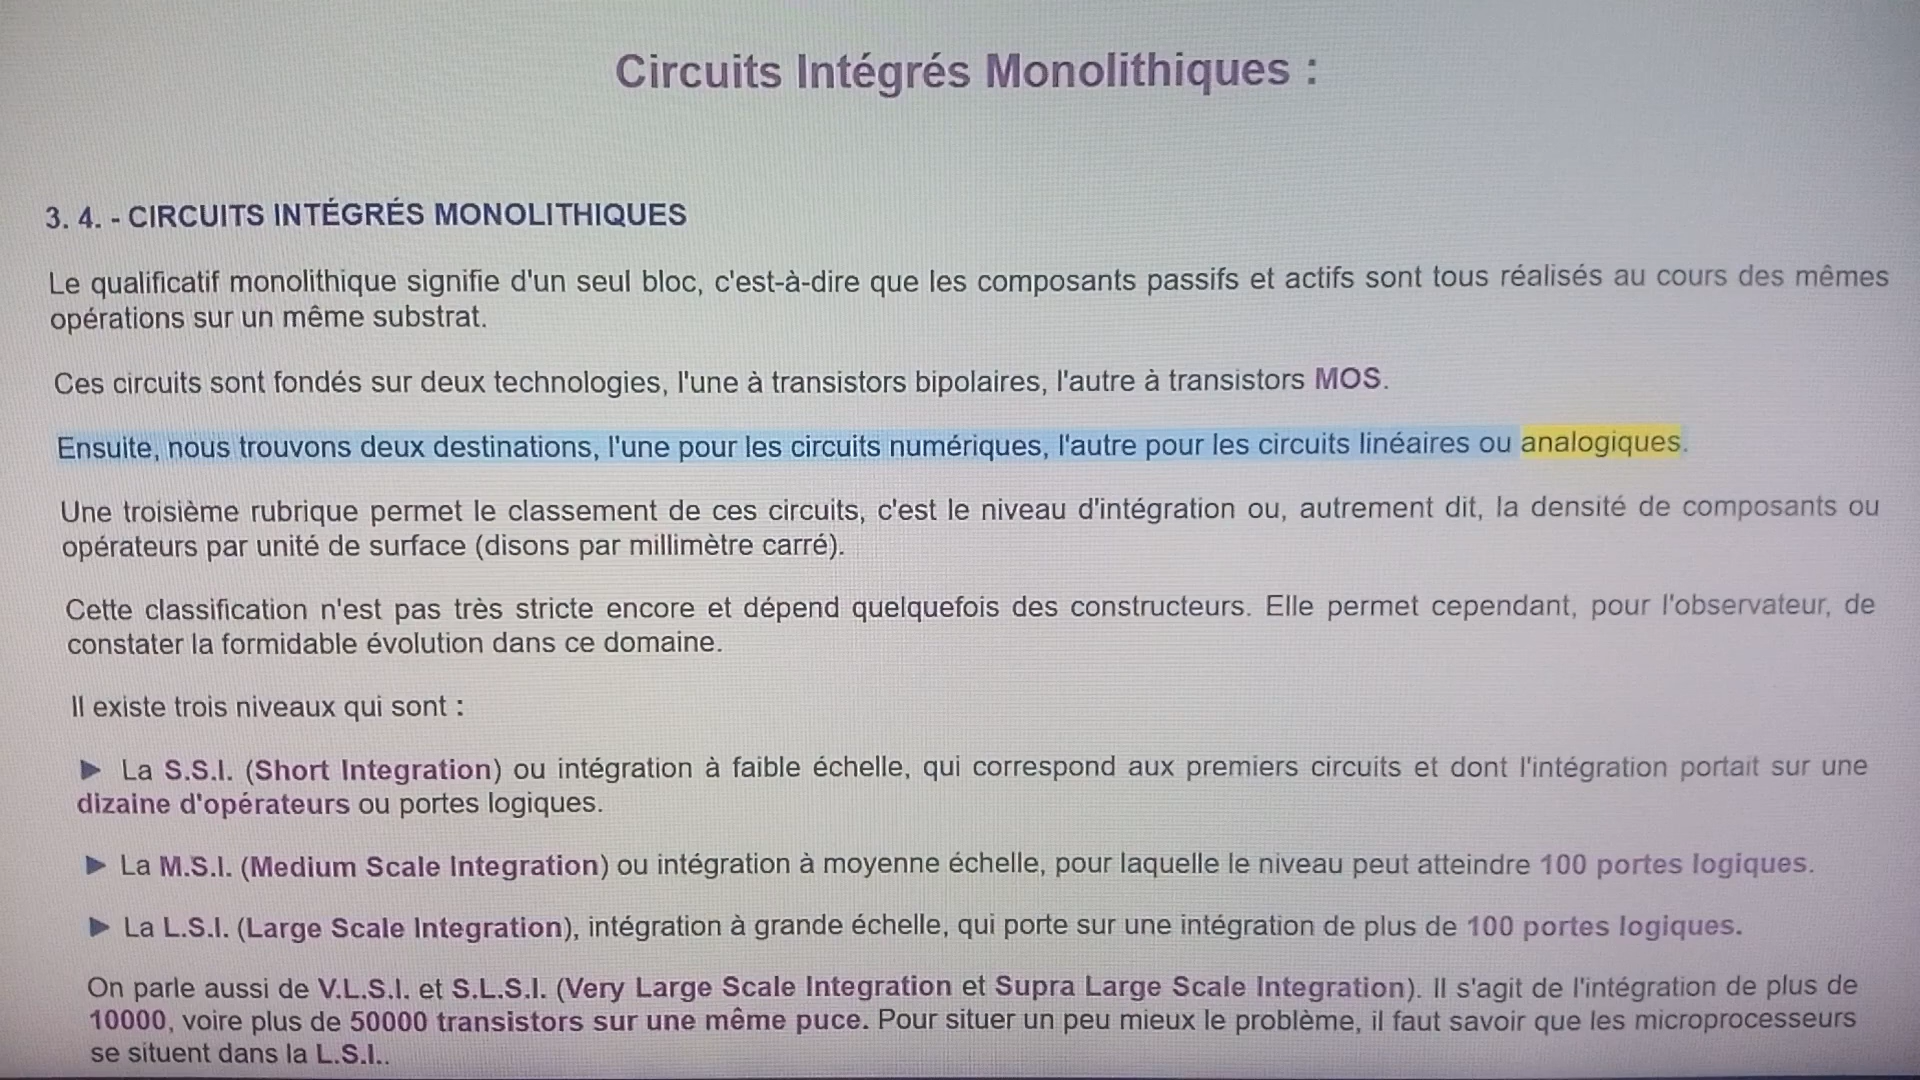 Circuits Intégrés Monolithiques :
3. 4. - CIRCUITS INTÉGRÉS MONOLITHIQUES
Le qualificatif monolithique signifie d'un seul bloc, c'est-à-dire que les composants passifs et actifs sont tous réalisés au cours des mêmes
opérations sur un même substrat.
Ces circuits sont fondés sur deux technologies, l'une à transistors bipolaires, l'autre à transistors MOS.
Ensuite, nous trouvons deux destinations, l'une pour les circuits numériques, l'autre pour les circuits linéaires ou analogiques.
Une troisième rubrique permet le classement de ces circuits, c'est le niveau d'intégration ou, autrement dit, la densité de composants ou
opérateurs par unité de surface (disons par millimètre carré).
Cette classification n'est pas très stricte encore et dépend quelquefois des constructeurs. Elle permet cependant, pour l'observateur, de
constater la formidable évolution dans ce domaine.
Il existe trois niveaux qui sont :
► La S.S.I. (Short Integration) ou intégration à faible échelle, qui correspond aux premiers circuits et dont l'intégration portait sur une
dizaine d'opérateurs ou portes logiques.
► La M.S.I. (Medium Scale Integration) ou intégration à moyenne échelle, pour laquelle le niveau peut atteindre 100 portes logiques.
► La L.S.I. (Large Scale Integration), intégration à grande échelle, qui porte sur une intégration de plus de 100 portes logiques.
On parle aussi de V.L.S.I. et S.L.S.I. (Very Large Scale Integration et Supra Large Scale Integration). Il s'agit de l'intégration de plus de
10000, voire plus de 50000 transistors sur une même puce. Pour situer un peu mieux le problème, il faut savoir que les microprocesseurs
se situent dans la L.S.I..